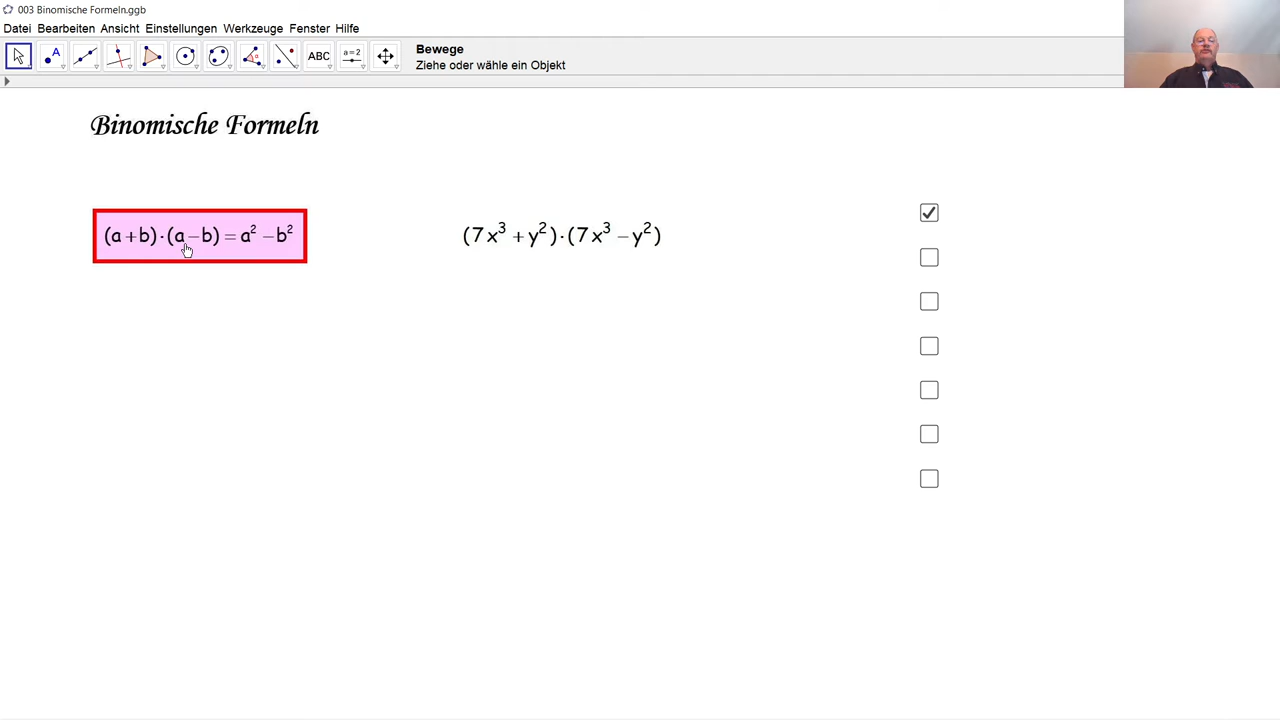 003 Binomische Formeln.ggb
Datei Bearbeiten Ansicht Einstellungen Werkzeuge Fenster Hilfe
A ABC a=2
Bewege
Ziehe oder wähle ein Objekt
Binomische Formeln
(a+b)·(a−b)=a²−b²
(7x³+y²)·(7x³−y²)